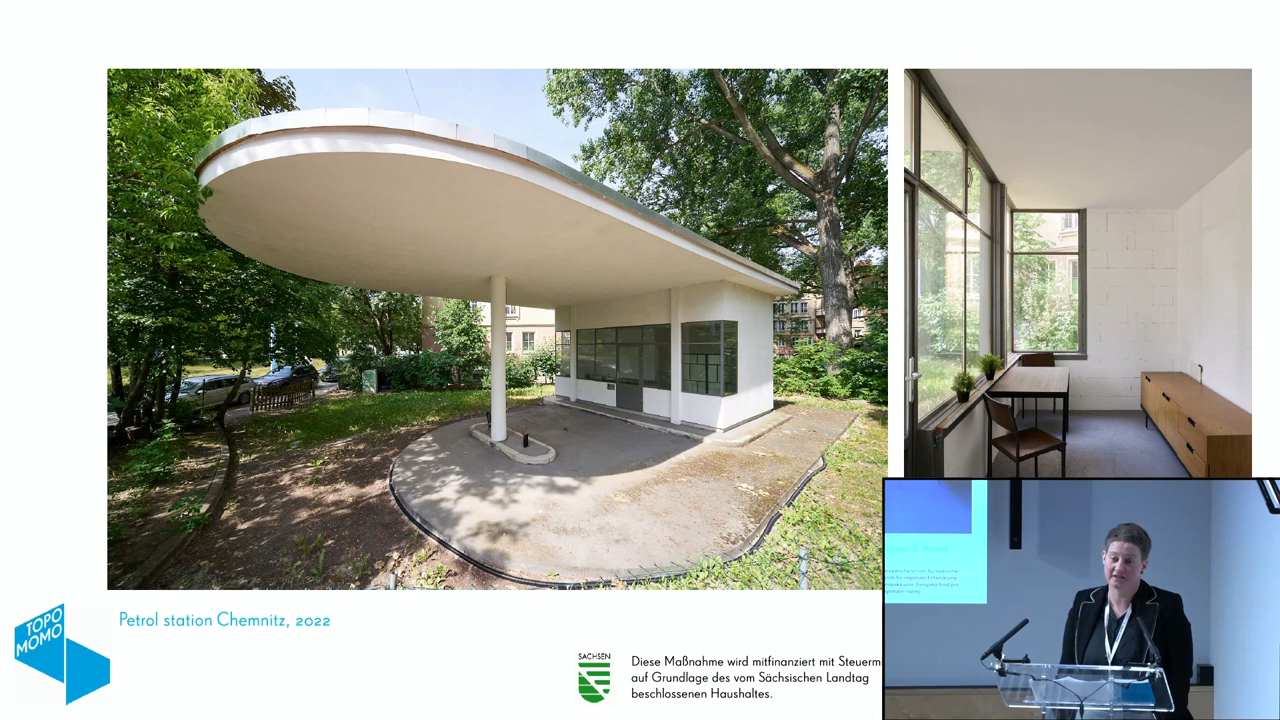 TOPO
MOMO
Petrol station Chemnitz, 2022
SACHSEN
Diese Maßnahme wird mitfinanziert mit Steuerm
auf Grundlage des vom Sächsischen Landtag
beschlossenen Haushaltes.